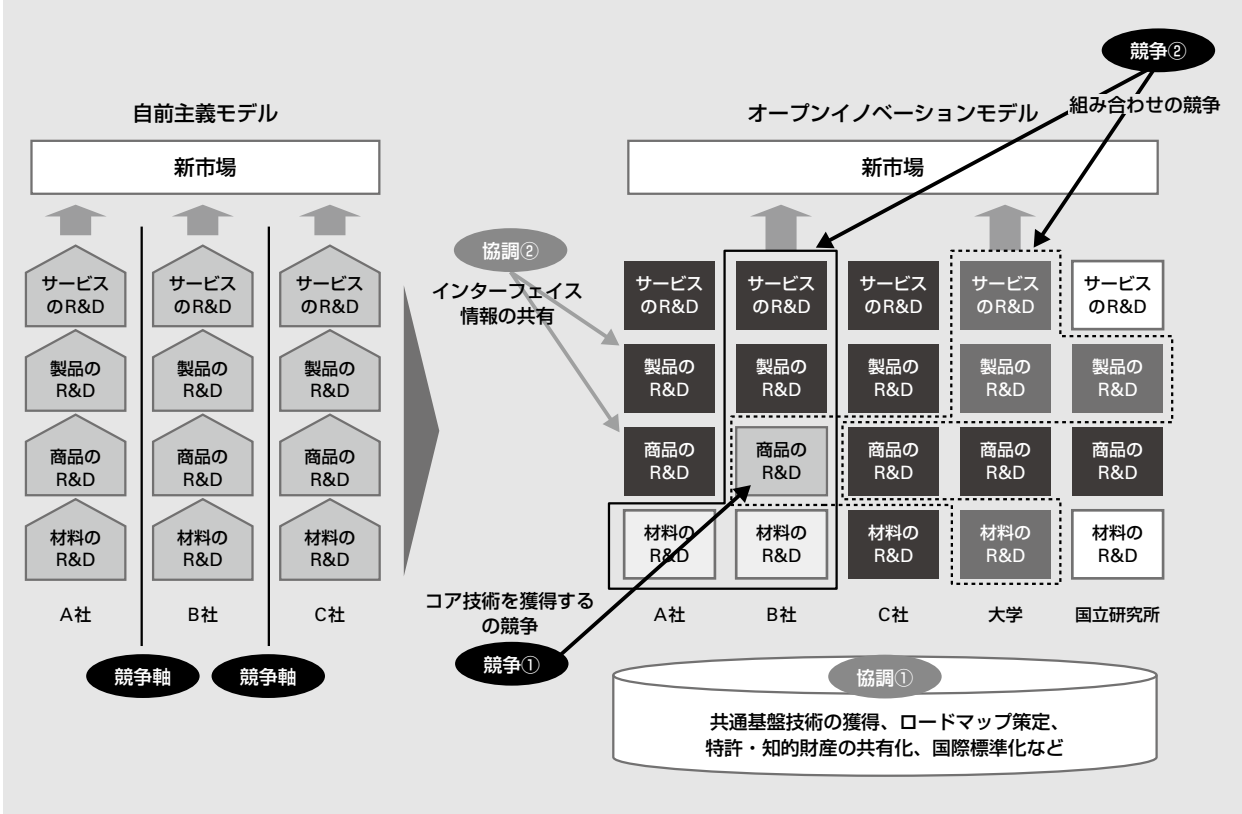 自前主義モデル
新市場
サービス
のR&D
サービス
のR&D
サービス
のR&D
製品の
R&D
製品の
R&D
製品の
R&D
商品の
R&D
商品の
R&D
商品の
R&D
材料の
R&D
材料の
R&D
材料の
R&D
A社
B社
C社
競争軸
競争軸
競争②
組み合わせの競争
オープンイノベーションモデル
新市場
協調②
インターフェイス
情報の共有
サービス
のR&D
サービス
のR&D
サービス
のR&D
サービス
のR&D
サービス
のR&D
製品の
R&D
製品の
R&D
製品の
R&D
製品の
R&D
製品の
R&D
商品の
R&D
商品の
R&D
商品の
R&D
商品の
R&D
商品の
R&D
材料の
R&D
材料の
R&D
材料の
R&D
材料の
R&D
材料の
R&D
A社
B社
C社
大学
国立研究所
コア技術を獲得する
の競争
競争①
協調①
共通基盤技術の獲得、ロードマップ策定、
特許・知的財産の共有化、国際標準化など